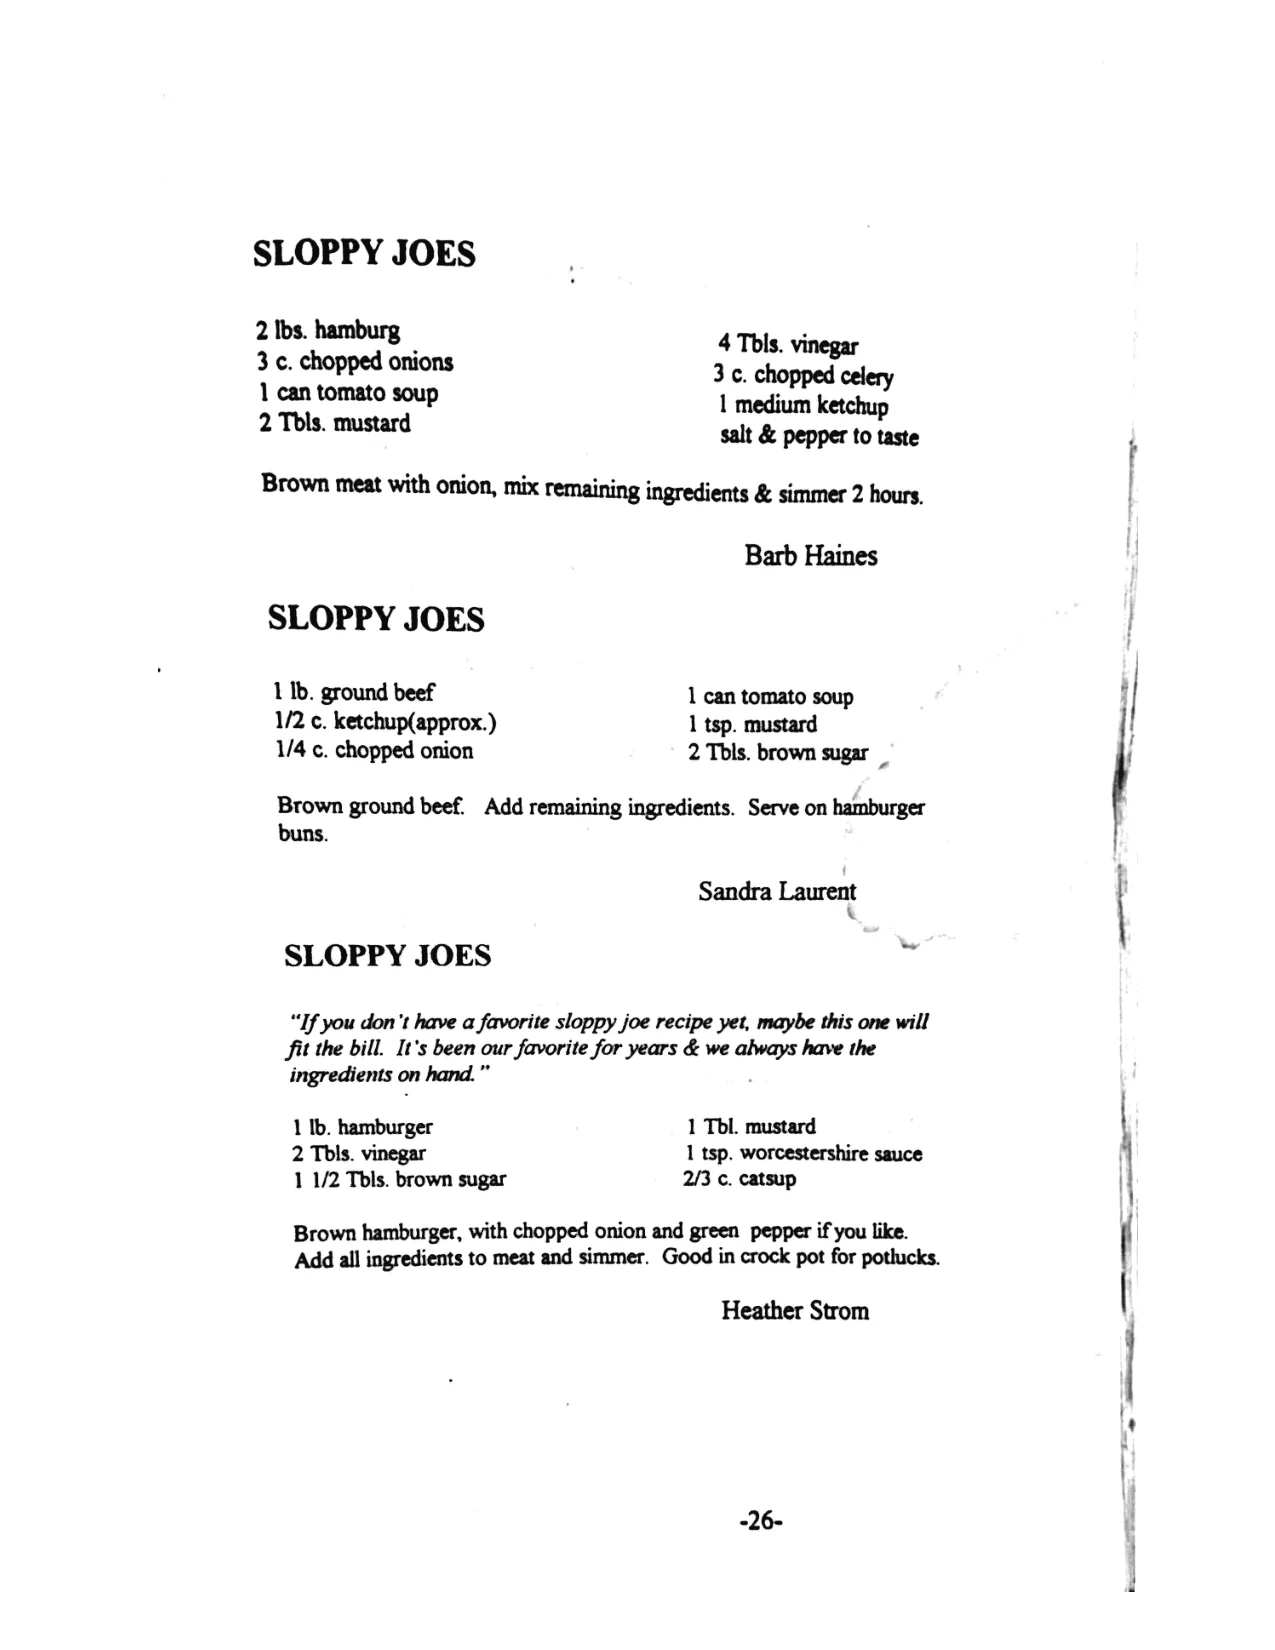 SLOPPY JOES
2 lbs. hamburg
3 c. chopped onions
1 can tomato soup
2 Tbls. mustard
4 Tbls. vinegar
3 c. chopped celery
1 medium ketchup
salt & pepper to taste
Brown meat with onion, mix remaining ingredients & simmer 2 hours.
Barb Haines
SLOPPY JOES
1 lb. ground beef
1/2 c. ketchup(approx.)
1/4 c. chopped onion
1 can tomato soup
1 tsp. mustard
2 Tbls. brown sugar
Brown ground beef. Add remaining ingredients. Serve on hamburger
buns.
Sandra Laurent
SLOPPY JOES
"If you don't have a favorite sloppy joe recipe yet, maybe this one will
fit the bill. It's been our favorite for years & we always have the
ingredients on hand."
1 lb. hamburger
2 Tbls. vinegar
1 1/2 Tbls. brown sugar
1 Tbl. mustard
1 tsp. worcestershire sauce
2/3 c. catsup
Brown hamburger, with chopped onion and green pepper if you like.
Add all ingredients to meat and simmer. Good in crock pot for potlucks.
Heather Strom
-26-